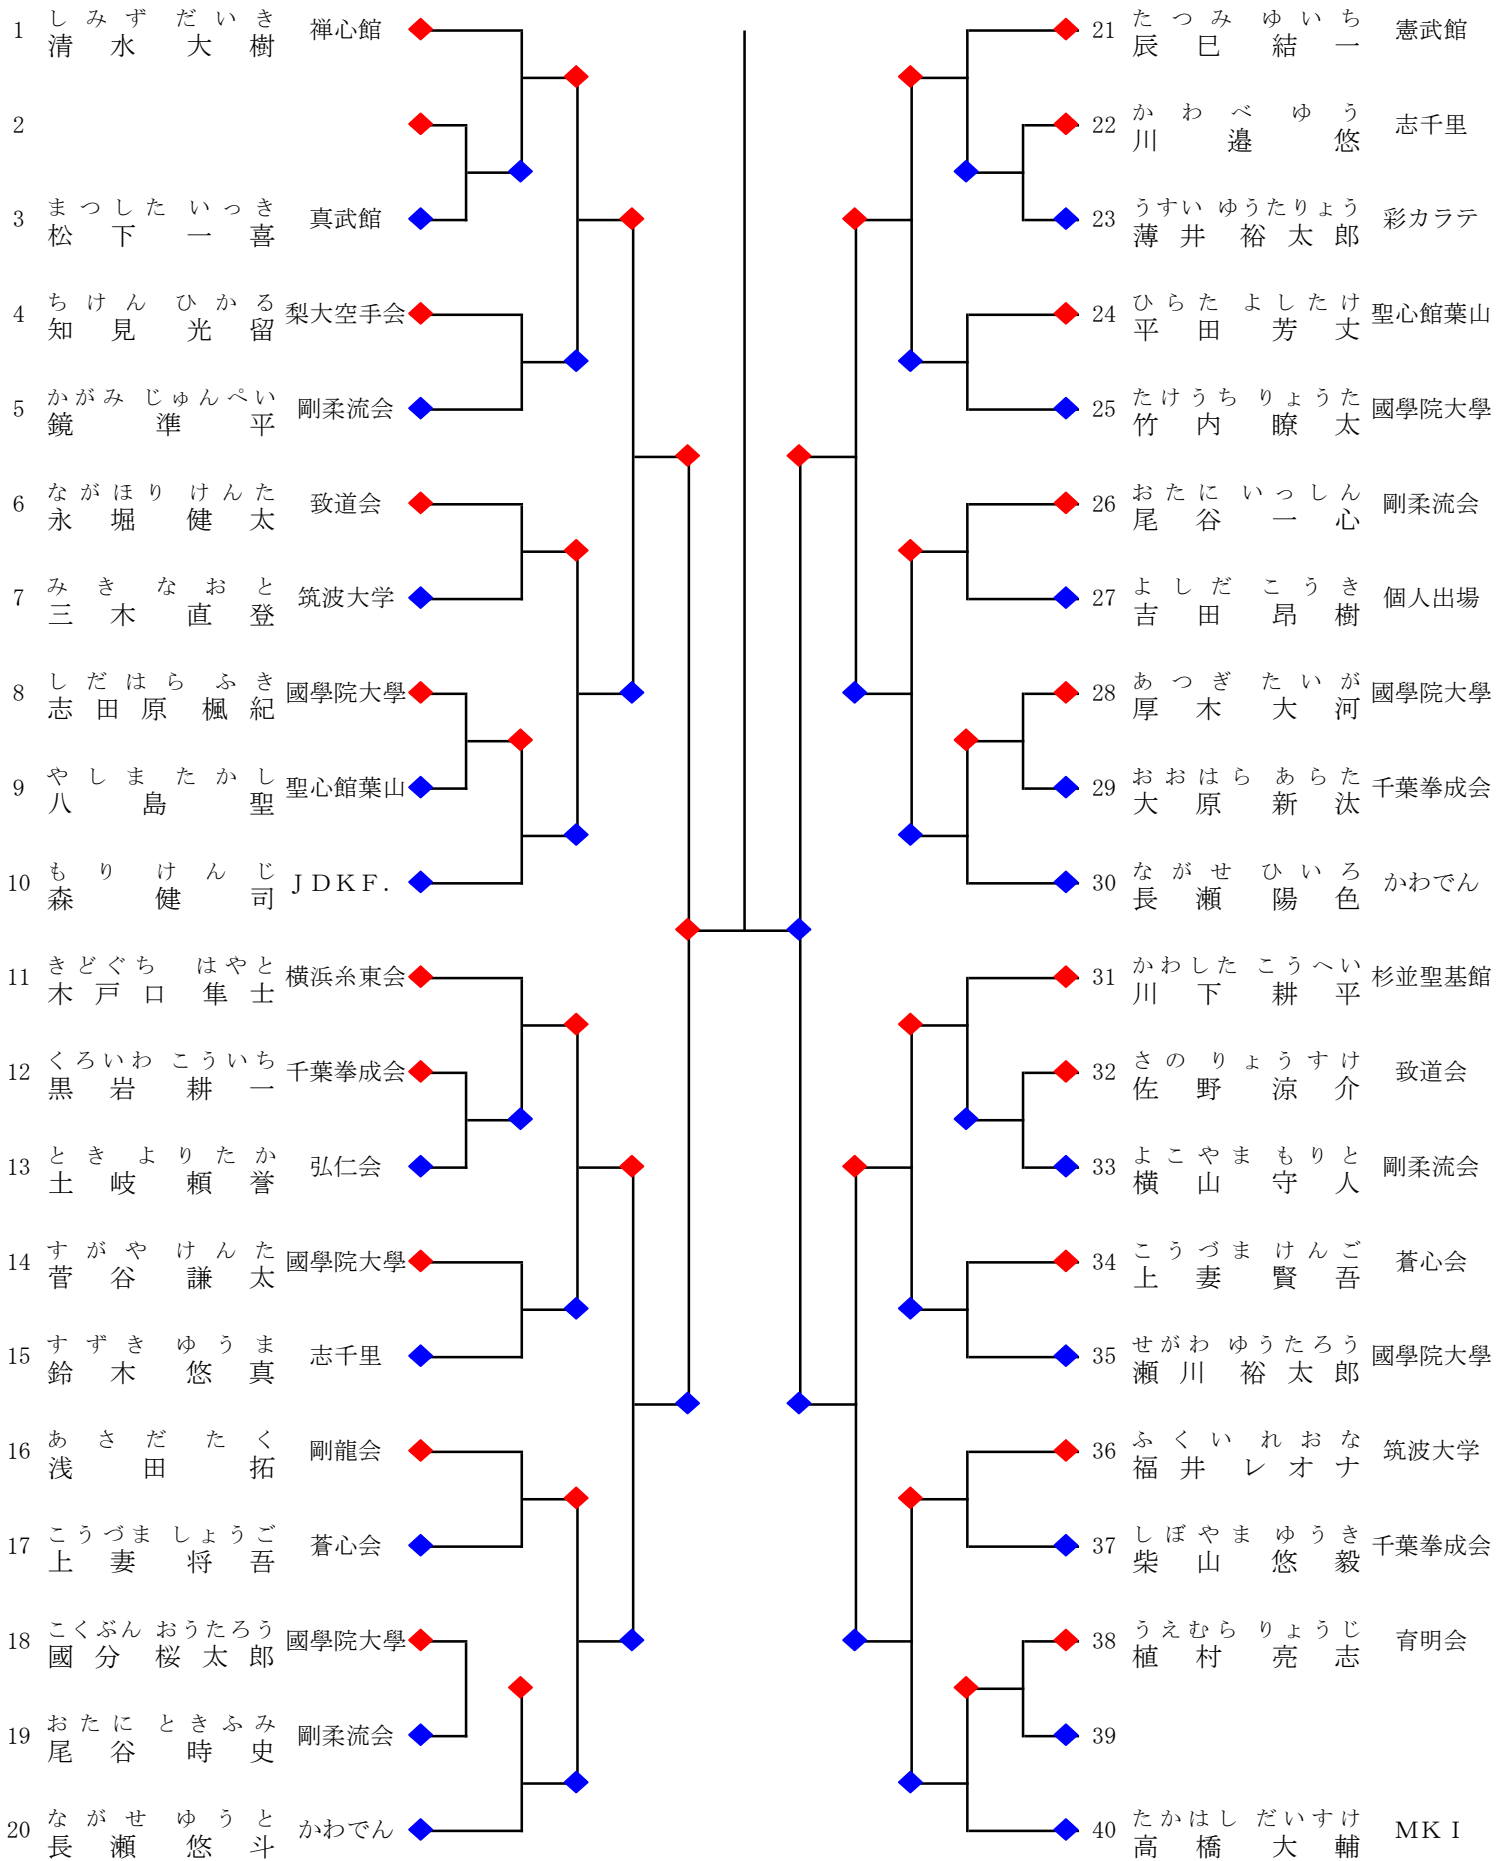 しみず だいき
1 清水 大樹 禅心館
2
まつした いっき
3 松下 一喜 真武館
ちけん ひかる
4 知見 光留 梨大空手会
かがみ じゅんぺい
5 鏡 準平 剛柔流会
ながほり けんた
6 永堀 健太 致道会
みき なおと
7 三木 直登 筑波大学
しだはら ふき
8 志田原 楓紀 國學院大學
やしま たかし
9 八島 聖 聖心館葉山
もり けんじ
10 森 健司 ＪＤＫＦ．
きどぐち はやと
11 木戸口 隼士 横浜糸東会
くろいわ こういち
12 黒岩 耕一 千葉拳成会
とき よりたか
13 土岐 頼誉 弘仁会
すがや けんた
14 菅谷 謙太 國學院大學
すずき ゆうま
15 鈴木 悠真 志千里
あさだ たく
16 浅田 拓 剛龍会
こうづま しょうご
17 上妻 将吾 蒼心会
こくぶん おうたろう
18 國分 桜太郎 國學院大學
おたに ときふみ
19 尾谷 時史 剛柔流会
ながせ ゆうと
20 長瀬 悠斗 かわでん
たつみ ゆいち
21 辰巳 結一 憲武館
かわべ ゆう
22 川邉 悠 志千里
うすい ゆうたりょう
23 薄井 裕太郎 彩カラテ
ひらた よしたけ
24 平田 芳丈 聖心館葉山
たけうち りょうた
25 竹内 瞭太 國學院大學
おたに いっしん
26 尾谷 一心 剛柔流会
よしだ こうき
27 吉田 昂樹 個人出場
あつぎ たいが
28 厚木 大河 國學院大學
おおはら あらた
29 大原 新汰 千葉拳成会
ながせ ひいろ
30 長瀬 陽色 かわでん
かわした こうへい
31 川下 耕平 杉並聖基館
さの りょうすけ
32 佐野 涼介 致道会
よこやま もりと
33 横山 守人 剛柔流会
こうづま けんご
34 上妻 賢吾 蒼心会
せがわ ゆうたろう
35 瀬川 裕太郎 國學院大學
ふくい れおな
36 福井 レオナ 筑波大学
しぼやま ゆうき
37 柴山 悠毅 千葉拳成会
うえむら りょうじ
38 植村 亮志 育明会
39
たかはし だいすけ
40 高橋 大輔 ＭＫＩ